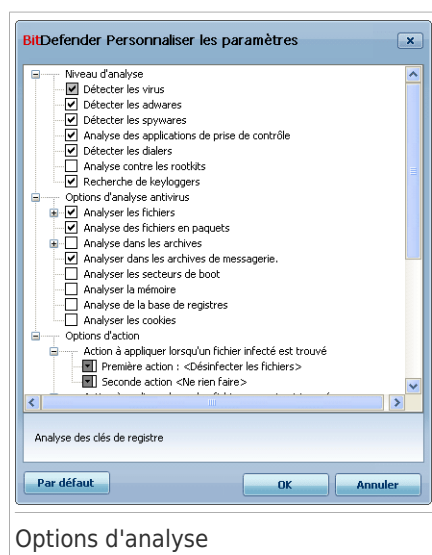 BitDefender Personnaliser les paramètres
Niveau d'analyse
Détecter les virus
Détecter les adwares
Détecter les spywares
Analyse des applications de prise de contrôle
Détecter les dialers
Analyse contre les rootkits
Recherche de keyloggers
Options d'analyse antivirus
Analyser les fichiers
Analyse des fichiers en paquets
Analyse dans les archives
Analyser dans les archives de messagerie.
Analyser les secteurs de boot
Analyser la mémoire
Analyse de la base de registres
Analyser les cookies
Options d'action
Action à appliquer lorsqu'un fichier infecté est trouvé
Première action : <Désinfecter les fichiers>
Seconde action <Ne rien faire>
Analyse des clés de registre
Par défaut
OK
Annuler
Options d'analyse